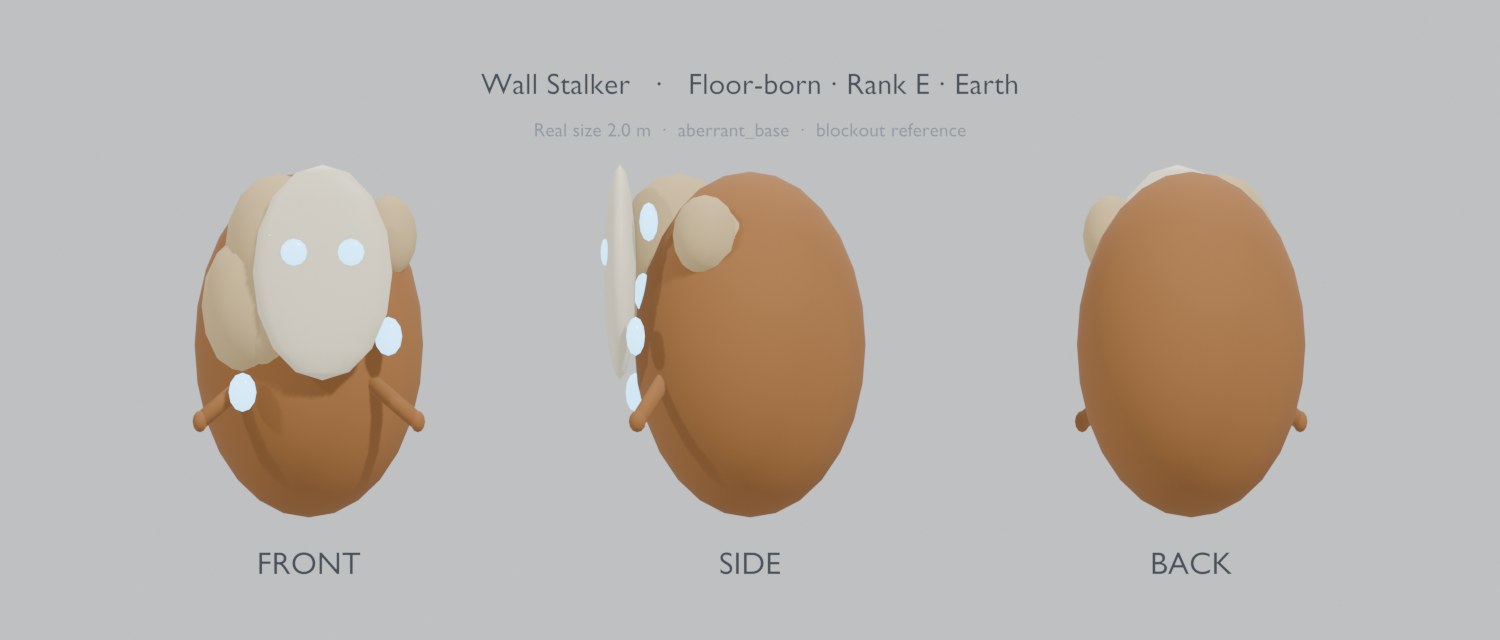 Wall Stalker · Floor-born · Rank E · Earth
Real size 2.0 m · aberrant_base · blockout reference
FRONT
SIDE
BACK